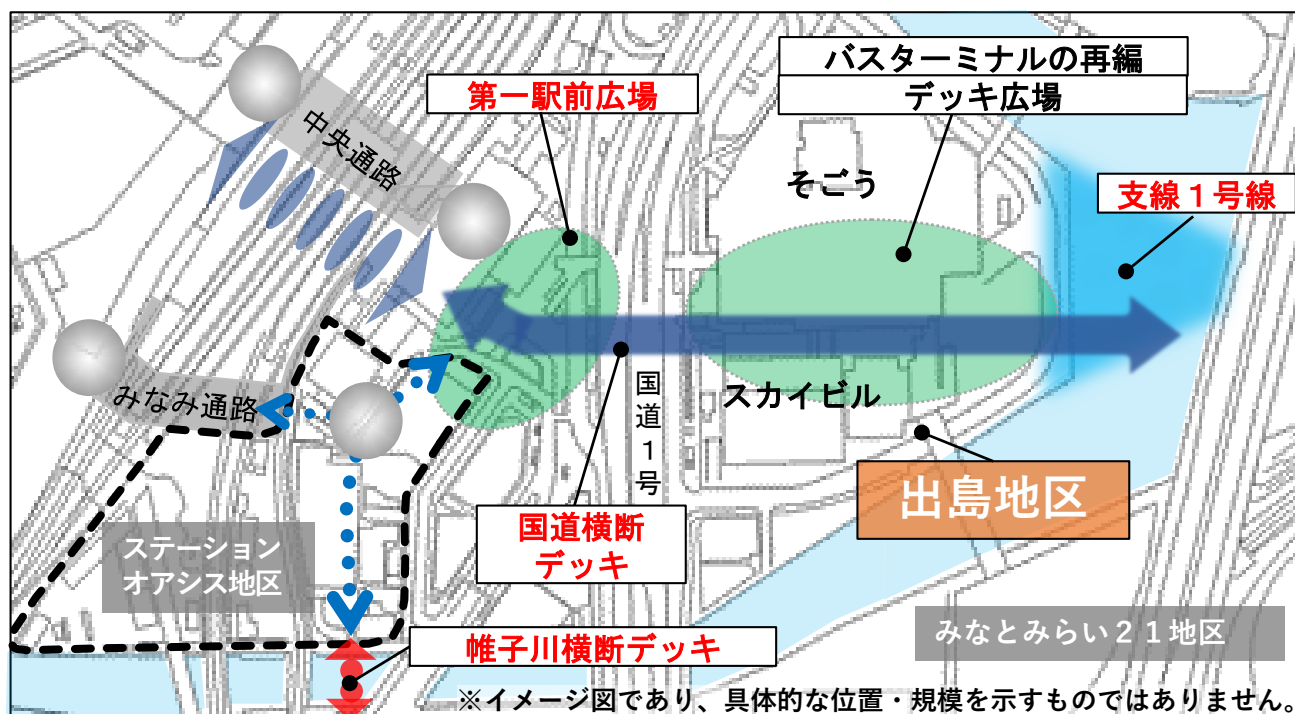 バスターミナルの再編
デッキ広場
第一駅前広場
中央通路
そごう
支線１号線
みなみ通路
国道１号
スカイビル
出島地区
国道横断
デッキ
ステーション
オアシス地区
帷子川横断デッキ
みなとみらい２１地区
※イメージ図であり、具体的な位置・規模を示すものではありません。